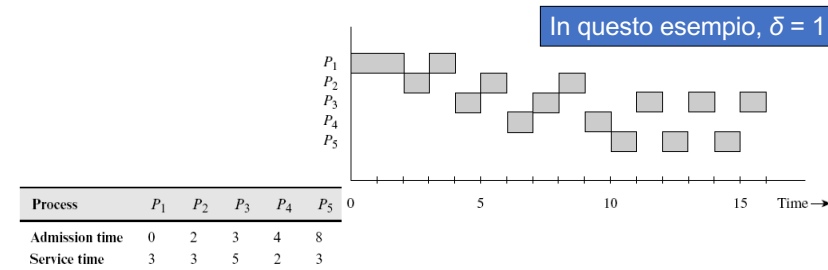 In questo esempio, δ = 1
P1
P2
P3
P4
P5
0 5 10 15 Time→
Process P1 P2 P3 P4 P5
Admission time 0 2 3 4 8
Service time 3 3 5 2 3